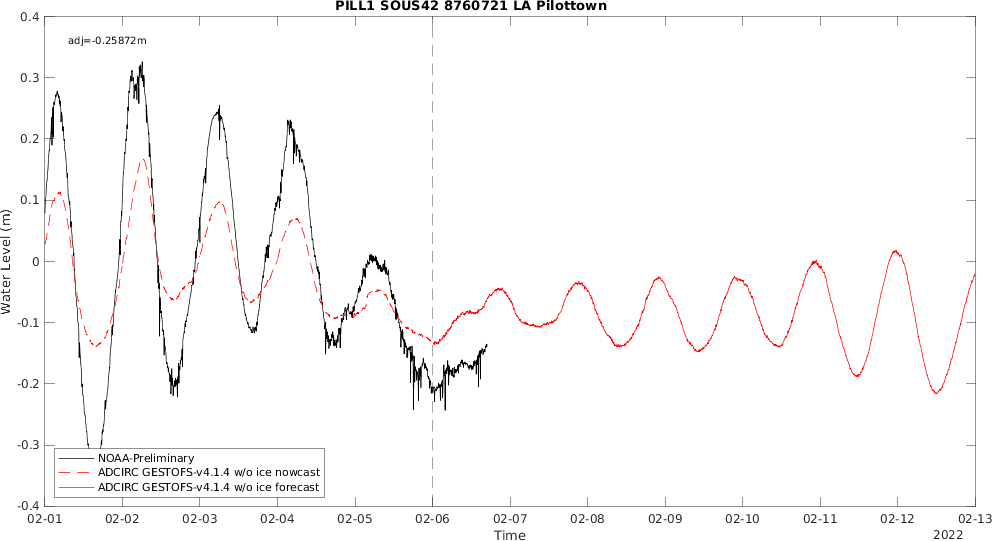 PILL1 SOUS42 8760721 LA Pilottown
adj=-0.25872m
0.4
0.3
0.2
0.1
0
-0.1
-0.2
-0.3
-0.4
Water Level (m)
NOAA-Preliminary
ADCIRC GESTOFS-v4.1.4 w/o ice nowcast
ADCIRC GESTOFS-v4.1.4 w/o ice forecast
02-01 02-02 02-03 02-04 02-05 02-06 02-07 02-08 02-09 02-10 02-11 02-12 02-13
Time
2022